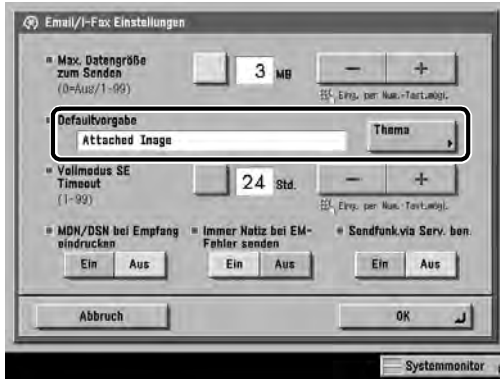 Email/I-Fax Einstellungen
Max. Datengröße
zum Senden
(0=Aus/1-99)
3 MB
- +
Eing. per Num.-Tast.mögl.
Defaultvorgabe
Attached Image
Thema
Vollmodus SE
Timeout
(1-99)
24 Std.
- +
Eing. per Num.-Tast.mögl.
MDN/DSN bei Empfang
eindrucken
Ein Aus
Immer Notiz bei EM-
Fehler senden
Ein Aus
Sendfunk.via Serv. ben.
Ein Aus
Abbruch
OK
Systemmonitor